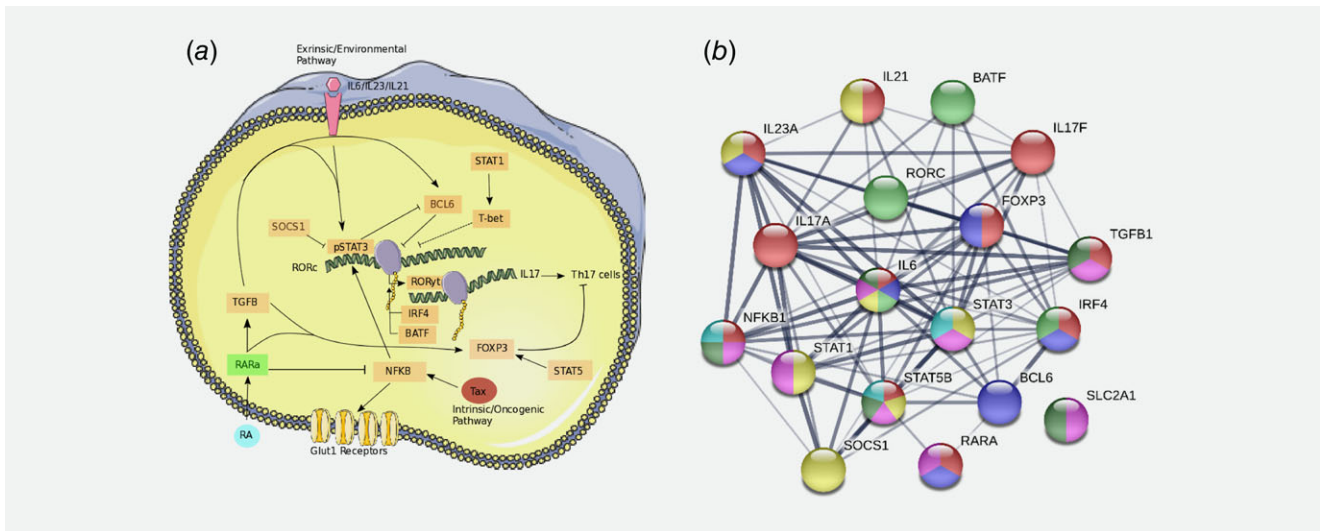 (a)
Exrinsic/Environmental
Pathway
IL6/IL23/IL21
STAT1
BCL6
T-bet
SOCS1
pSTAT3
RORc
RORyt
IL17
Th17 cells
TGFB
IRF4
BATF
FOXP3
RARa
NFKB
STAT5
Tax
Intrinsic/Oncogenic
Pathway
RA
Glut1 Receptors
(b)
IL21
BATF
IL23A
IL17F
RORC
FOXP3
IL17A
TGFB1
IL6
STAT3
IRF4
NFKB1
STAT1
STAT5B
BCL6
SLC2A1
SOCS1
RARA